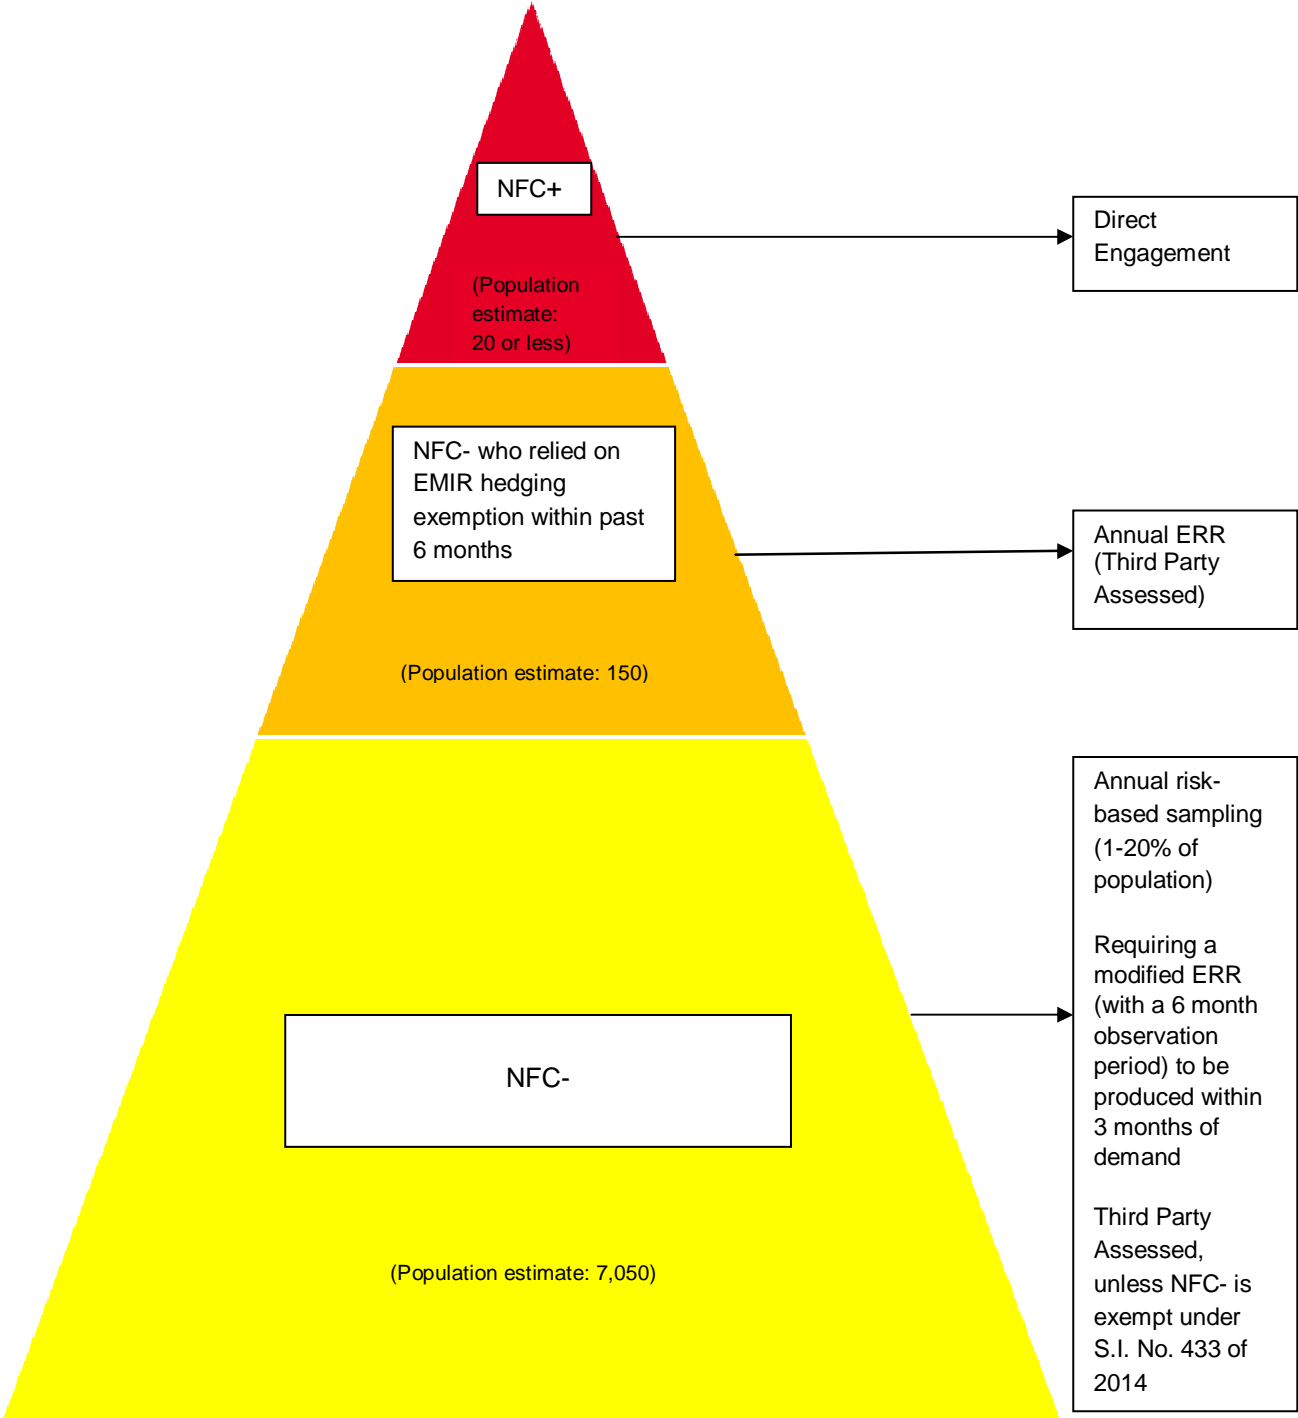 NFC+
(Population
estimate:
20 or less)
Direct
Engagement
NFC- who relied on
EMIR hedging
exemption within past
6 months
(Population estimate: 150)
Annual ERR
(Third Party
Assessed)
NFC-
(Population estimate: 7,050)
Annual risk-
based sampling
(1-20% of
population)
Requiring a
modified ERR
(with a 6 month
observation
period) to be
produced within
3 months of
demand
Third Party
Assessed,
unless NFC- is
exempt under
S.I. No. 433 of
2014